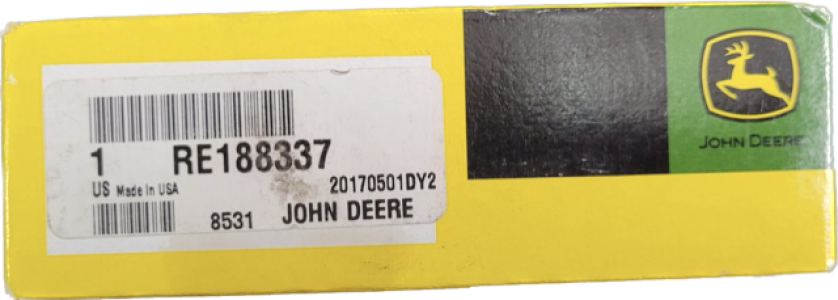 1 RE188337
US Made in USA
20170501DY2
8531 JOHN DEERE
JOHN DEERE